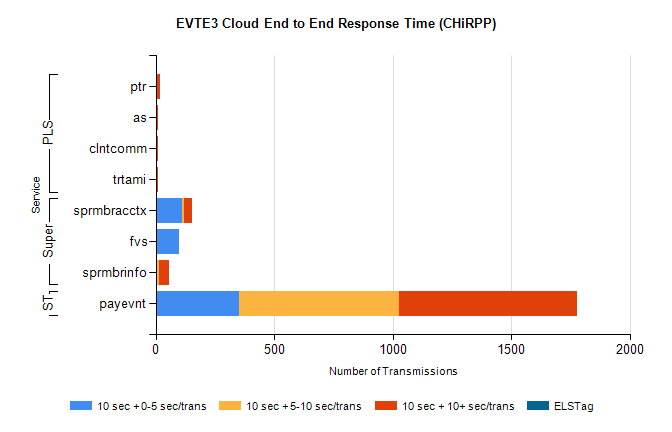 EVTE3 Cloud End to End Response Time (CHiRPP)
Service
PLS
ptr
as
clntcomm
trtami
Super
sprmbracctx
fvs
sprmbrinfo
ST
payevnt
0 500 1000 1500 2000
Number of Transmissions
10 sec +0-5 sec/trans 10 sec +5-10 sec/trans 10 sec + 10+ sec/trans ELSTag